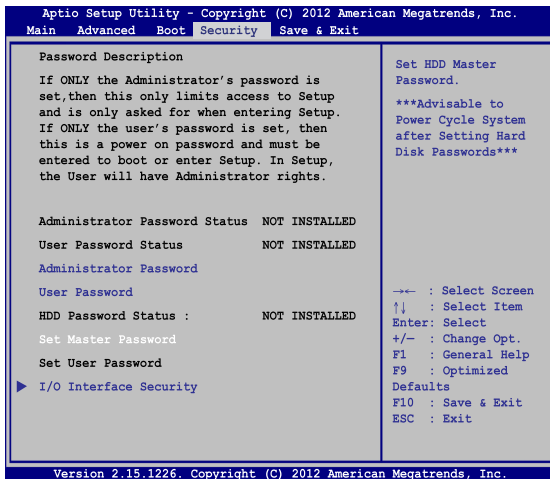 Aptio Setup Utility - Copyright (C) 2012 American Megatrends, Inc.
Main Advanced Boot Security Save & Exit
Password Description
If ONLY the Administrator's password is
set,then this only limits access to Setup
and is only asked for when entering Setup.
If ONLY the user's password is set, then
this is a power on password and must be
entered to boot or enter Setup. In Setup,
the User will have Administrator rights.
Administrator Password Status NOT INSTALLED
User Password Status NOT INSTALLED
Administrator Password
User Password
HDD Password Status : NOT INSTALLED
Set Master Password
Set User Password
I/O Interface Security
Set HDD Master
Password.
***Advisable to
Power Cycle System
after Setting Hard
Disk Passwords***
→← : Select Screen
↑↓ : Select Item
Enter: Select
+/— : Change Opt.
F1 : General Help
F9 : Optimized
Defaults
F10 : Save & Exit
ESC : Exit
Version 2.15.1226. Copyright (C) 2012 American Megatrends, Inc.